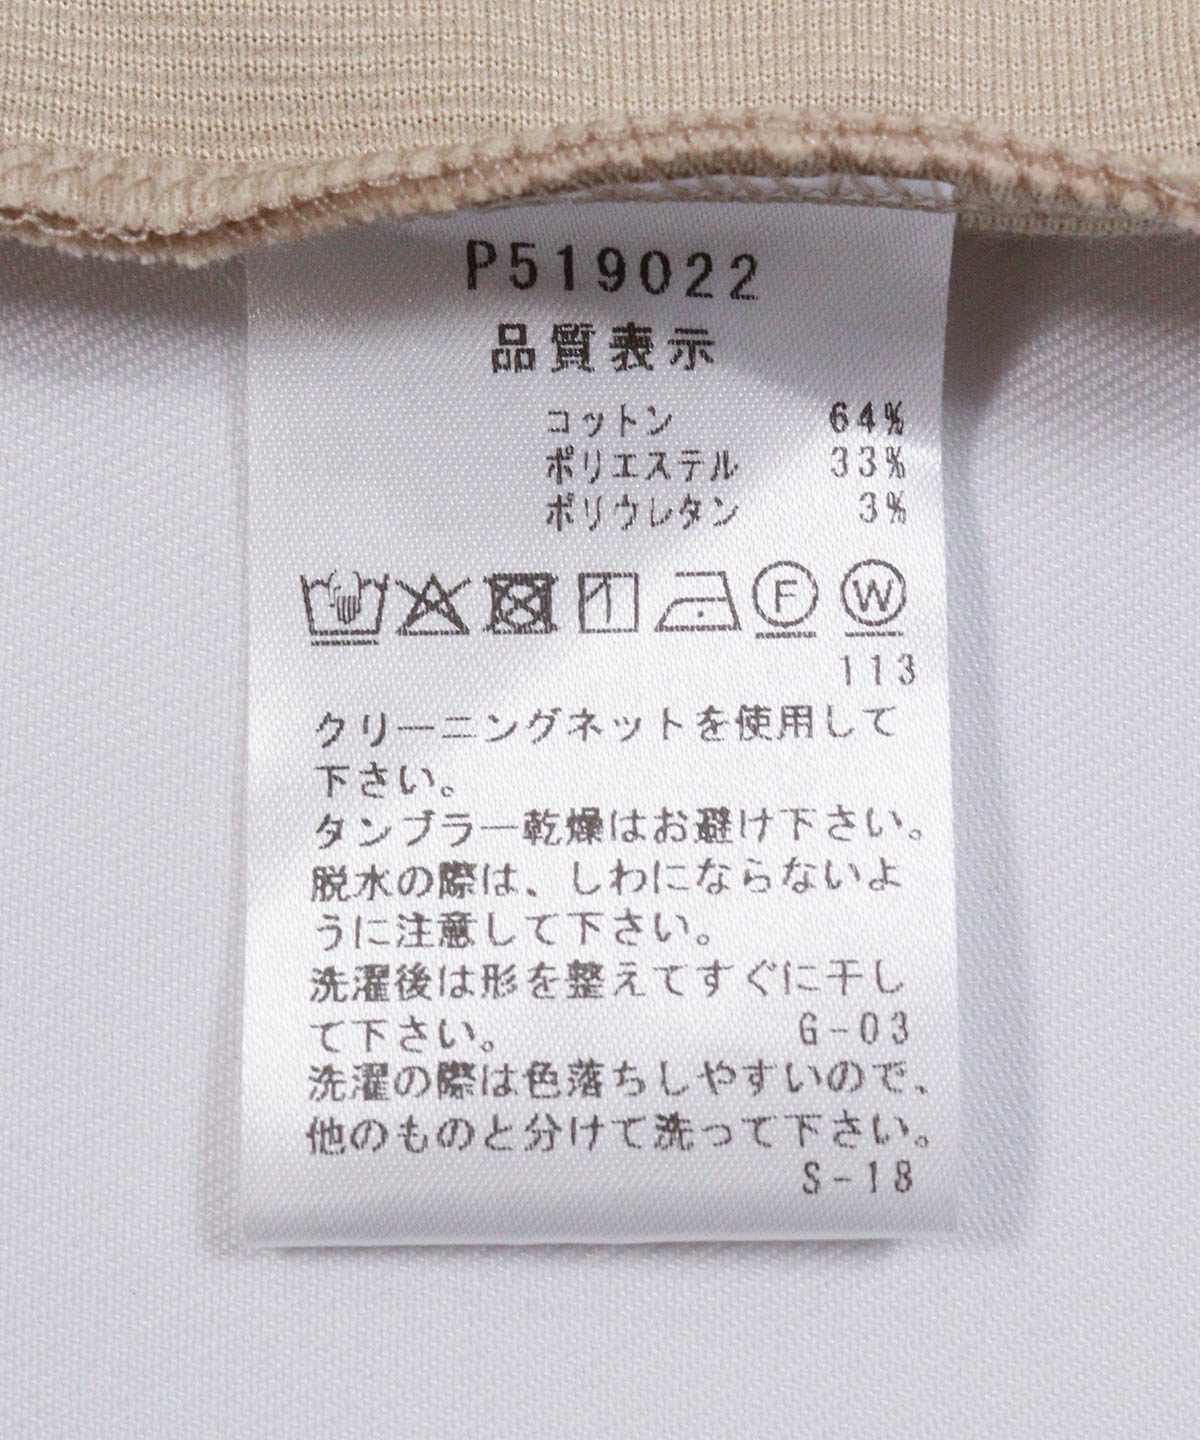 P519022
品質表示
コットン 64%
ポリエステル 33%
ポリウレタン 3%
F W
113
クリーニングネットを使用して
下さい。
タンブラー乾燥はお避け下さい。
脱水の際は、しわにならないよ
うに注意して下さい。
洗濯後は形を整えてすぐに干し
て下さい。 G-03
洗濯の際は色落ちしやすいので、
他のものと分けて洗って下さい。
S-18